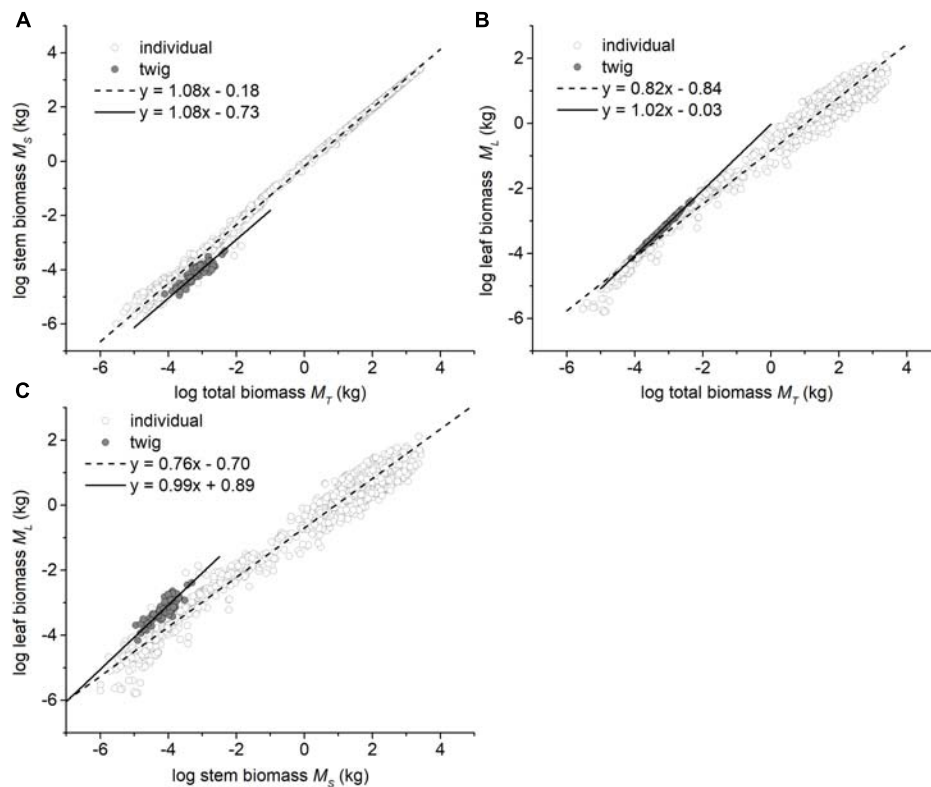 A
individual
twig
y = 1.08x - 0.18
y = 1.08x - 0.73
4
2
0
-2
-4
-6
log stem biomass MS (kg)
-6 -4 -2 0 2 4
log total biomass MT (kg)
B
individual
twig
y = 0.82x - 0.84
y = 1.02x - 0.03
2
0
-2
-4
-6
log leaf biomass ML (kg)
-6 -4 -2 0 2 4
log total biomass MT (kg)
C
individual
twig
y = 0.76x - 0.70
y = 0.99x + 0.89
2
0
-2
-4
-6
log leaf biomass ML (kg)
-6 -4 -2 0 2 4
log stem biomass MS (kg)